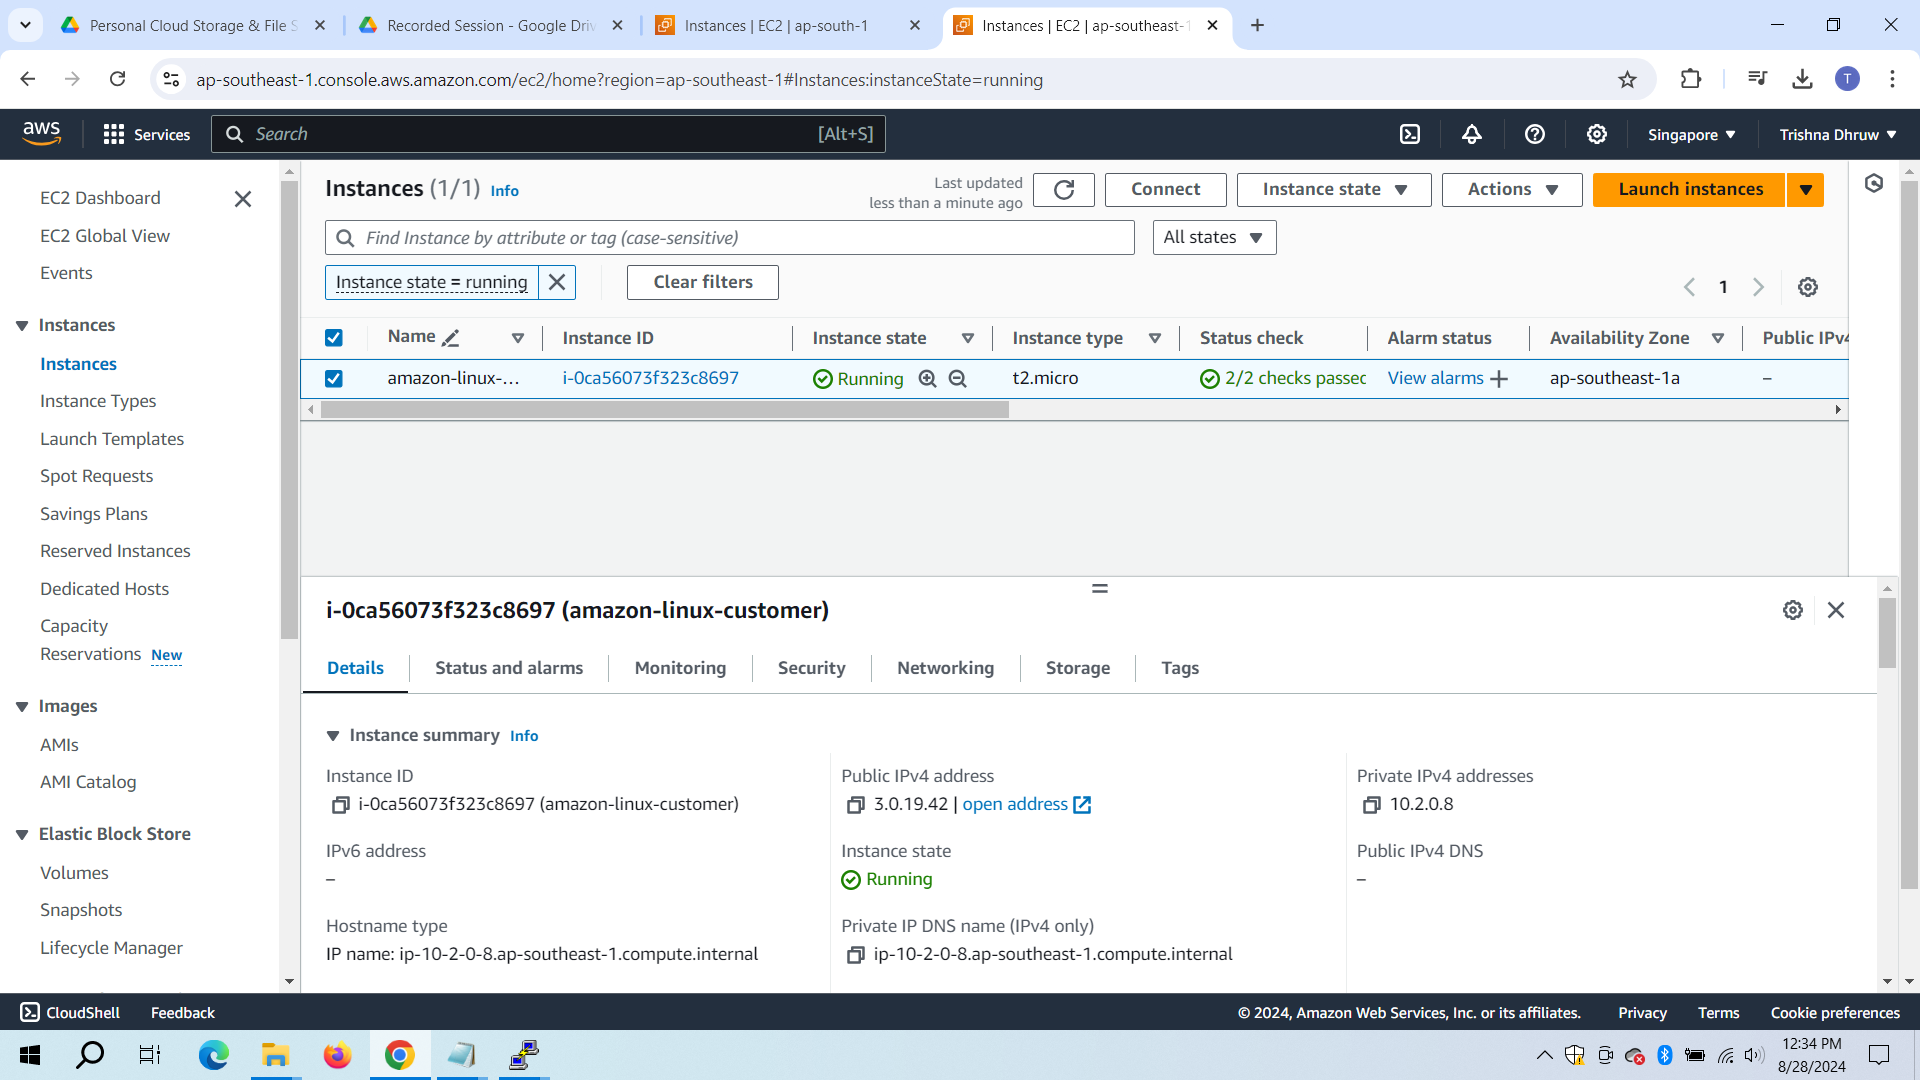 Personal Cloud Storage & File S
Recorded Session - Google Driv
Instances | EC2 | ap-south-1
Instances | EC2 | ap-southeast-1
ap-southeast-1.console.aws.amazon.com/ec2/home?region=ap-southeast-1#Instances:instanceState=running
T
aws
Services
Search
[Alt+S]
Singapore
Trishna Dhruw
EC2 Dashboard
EC2 Global View
Events
Instances
Instances
Instance Types
Launch Templates
Spot Requests
Savings Plans
Reserved Instances
Dedicated Hosts
Capacity
Reservations New
Images
AMIs
AMI Catalog
Elastic Block Store
Volumes
Snapshots
Lifecycle Manager
Instances (1/1) Info
Last updated
less than a minute ago
Connect
Instance state
Actions
Launch instances
Find Instance by attribute or tag (case-sensitive)
All states
Instance state = running
Clear filters
1
Name Instance ID Instance state Instance type Status check Alarm status Availability Zone Public IPv4
amazon-linux-... i-0ca56073f323c8697 Running t2.micro 2/2 checks passed View alarms + ap-southeast-1a –
i-0ca56073f323c8697 (amazon-linux-customer)
Details Status and alarms Monitoring Security Networking Storage Tags
Instance summary Info
Instance ID
i-0ca56073f323c8697 (amazon-linux-customer)
Public IPv4 address
3.0.19.42 | open address
Private IPv4 addresses
10.2.0.8
IPv6 address
–
Instance state
Running
Public IPv4 DNS
–
Hostname type
IP name: ip-10-2-0-8.ap-southeast-1.compute.internal
Private IP DNS name (IPv4 only)
ip-10-2-0-8.ap-southeast-1.compute.internal
CloudShell Feedback
© 2024, Amazon Web Services, Inc. or its affiliates. Privacy Terms Cookie preferences
12:34 PM
8/28/2024